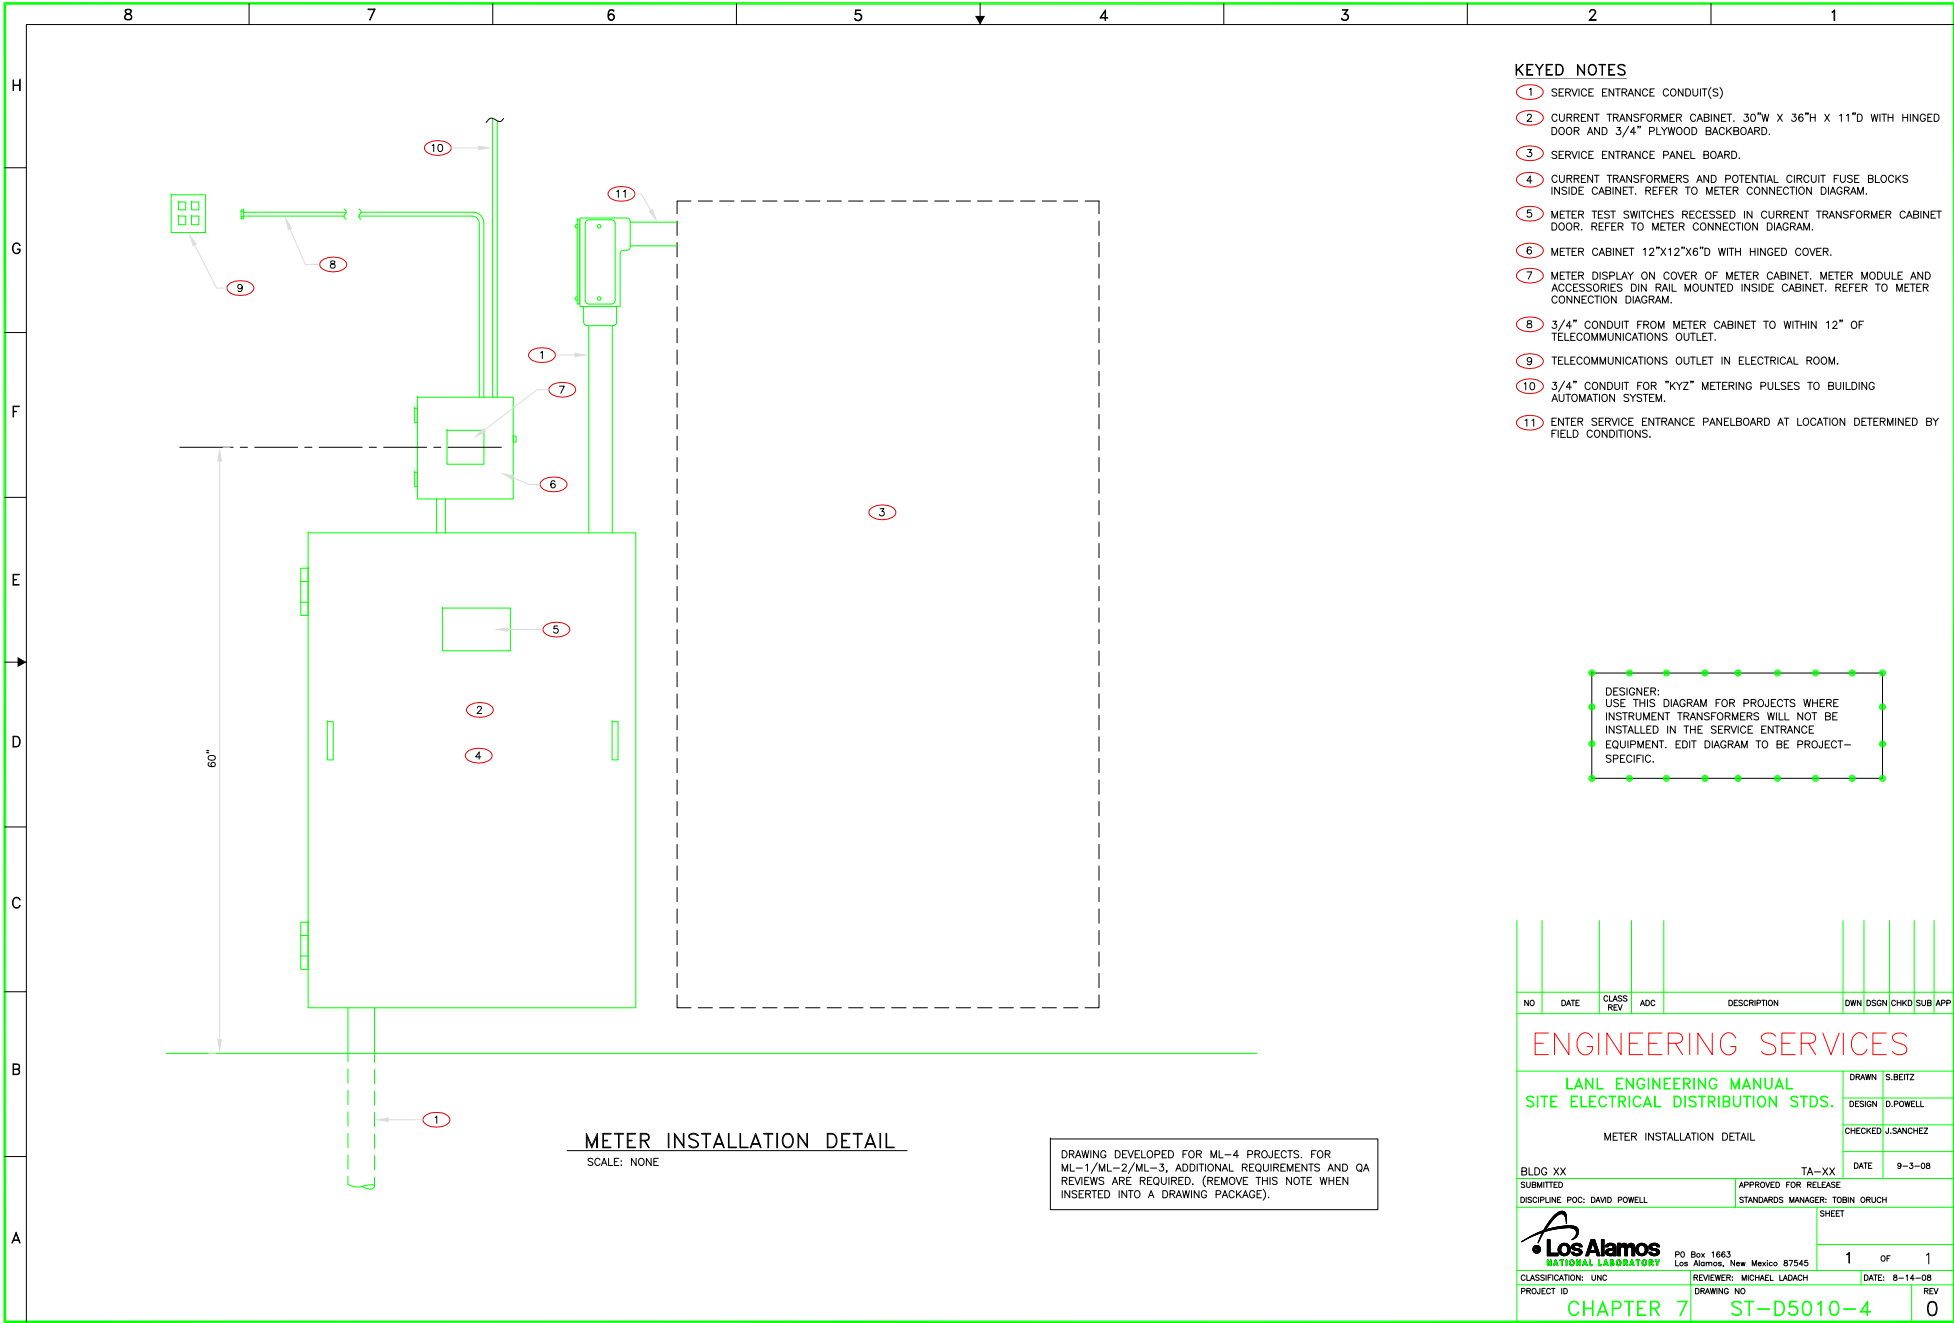 8 7 6 5 4 3 2 1
H
G
F
E
D
C
B
A
10
11
8
9
1
7
6
3
5
2
4
60"
1
METER INSTALLATION DETAIL
SCALE: NONE
DRAWING DEVELOPED FOR ML-4 PROJECTS. FOR
ML-1/ML-2/ML-3, ADDITIONAL REQUIREMENTS AND QA
REVIEWS ARE REQUIRED. (REMOVE THIS NOTE WHEN
INSERTED INTO A DRAWING PACKAGE).
KEYED NOTES
1 SERVICE ENTRANCE CONDUIT(S)
2 CURRENT TRANSFORMER CABINET. 30"W X 36"H X 11"D WITH HINGED
DOOR AND 3/4" PLYWOOD BACKBOARD.
3 SERVICE ENTRANCE PANEL BOARD.
4 CURRENT TRANSFORMERS AND POTENTIAL CIRCUIT FUSE BLOCKS
INSIDE CABINET. REFER TO METER CONNECTION DIAGRAM.
5 METER TEST SWITCHES RECESSED IN CURRENT TRANSFORMER CABINET
DOOR. REFER TO METER CONNECTION DIAGRAM.
6 METER CABINET 12"X12"X6"D WITH HINGED COVER.
7 METER DISPLAY ON COVER OF METER CABINET. METER MODULE AND
ACCESSORIES DIN RAIL MOUNTED INSIDE CABINET. REFER TO METER
CONNECTION DIAGRAM.
8 3/4" CONDUIT FROM METER CABINET TO WITHIN 12" OF
TELECOMMUNICATIONS OUTLET.
9 TELECOMMUNICATIONS OUTLET IN ELECTRICAL ROOM.
10 3/4" CONDUIT FOR "KYZ" METERING PULSES TO BUILDING
AUTOMATION SYSTEM.
11 ENTER SERVICE ENTRANCE PANELBOARD AT LOCATION DETERMINED BY
FIELD CONDITIONS.
DESIGNER:
USE THIS DIAGRAM FOR PROJECTS WHERE
INSTRUMENT TRANSFORMERS WILL NOT BE
INSTALLED IN THE SERVICE ENTRANCE
EQUIPMENT. EDIT DIAGRAM TO BE PROJECT-
SPECIFIC.
NO DATE CLASS REV ADC DESCRIPTION DWN DSGN CHKD SUB APP
ENGINEERING SERVICES
LANL ENGINEERING MANUAL
SITE ELECTRICAL DISTRIBUTION STDS.
METER INSTALLATION DETAIL
BLDG XX TA-XX
DRAWN S.BEITZ
DESIGN D.POWELL
CHECKED J.SANCHEZ
DATE 9-3-08
SUBMITTED
DISCIPLINE POC: DAVID POWELL
APPROVED FOR RELEASE
STANDARDS MANAGER: TOBIN ORUCH
Los Alamos
NATIONAL LABORATORY
PO Box 1663
Los Alamos, New Mexico 87545
SHEET
1 OF 1
CLASSIFICATION: UNC
REVIEWER: MICHAEL LADACH
DATE: 8-14-08
PROJECT ID
CHAPTER 7
DRAWING NO
ST-D5010-4
REV
0